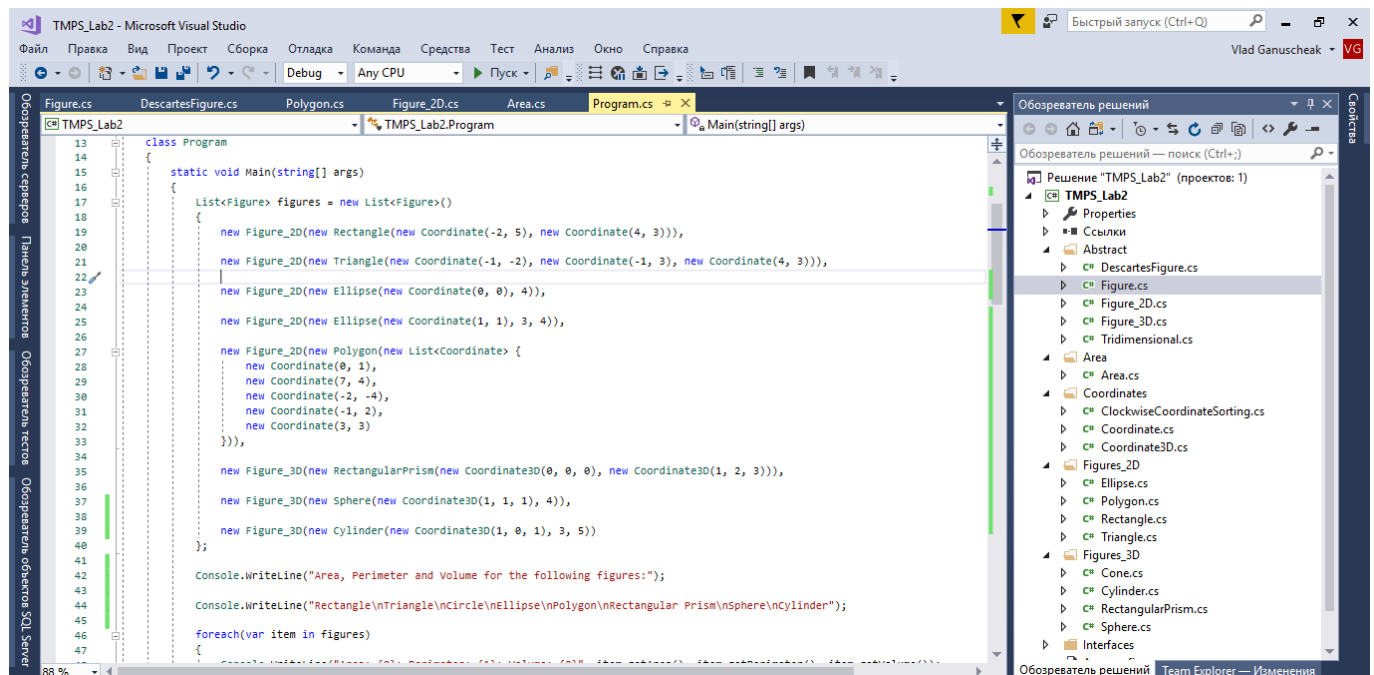 TMPS_Lab2 - Microsoft Visual Studio
Быстрый запуск (Ctrl+Q)
Файл Правка Вид Проект Сборка Отладка Команда Средства Тест Анализ Окно Справка
Vlad Ganuscheak VG
Debug Any CPU Пуск
Обозреватель серверов
Панель элементов
Обозреватель тестов
Обозреватель объектов SQL Server
Figure.cs DescartesFigure.cs Polygon.cs Figure_2D.cs Area.cs Program.cs
C# TMPS_Lab2 TMPS_Lab2.Program Main(string[] args)
13 class Program
14 {
15 static void Main(string[] args)
16 {
17 List<Figure> figures = new List<Figure>()
18 {
19 new Figure_2D(new Rectangle(new Coordinate(-2, 5), new Coordinate(4, 3))),
20
21 new Figure_2D(new Triangle(new Coordinate(-1, -2), new Coordinate(-1, 3), new Coordinate(4, 3))),
22
23 new Figure_2D(new Ellipse(new Coordinate(0, 0), 4)),
24
25 new Figure_2D(new Ellipse(new Coordinate(1, 1), 3, 4)),
26
27 new Figure_2D(new Polygon(new List<Coordinate> {
28 new Coordinate(0, 1),
29 new Coordinate(7, 4),
30 new Coordinate(-2, -4),
31 new Coordinate(-1, 2),
32 new Coordinate(3, 3)
33 })),
34
35 new Figure_3D(new RectangularPrism(new Coordinate3D(0, 0, 0), new Coordinate3D(1, 2, 3))),
36
37 new Figure_3D(new Sphere(new Coordinate3D(1, 1, 1), 4)),
38
39 new Figure_3D(new Cylinder(new Coordinate3D(1, 0, 1), 3, 5))
40 };
41
42 Console.WriteLine("Area, Perimeter and Volume for the following figures:");
43
44 Console.WriteLine("Rectangle\nTriangle\nCircle\nEllipse\nPolygon\nRectangular Prism\nSphere\nCylinder");
45
46 foreach(var item in figures)
47 {
88 %
Обозреватель решений
Обозреватель решений — поиск (Ctrl+;)
Решение "TMPS_Lab2" (проектов: 1)
C# TMPS_Lab2
Properties
Ссылки
Abstract
C# DescartesFigure.cs
C# Figure.cs
C# Figure_2D.cs
C# Figure_3D.cs
C# Tridimensional.cs
Area
C# Area.cs
Coordinates
C# ClockwiseCoordinateSorting.cs
C# Coordinate.cs
C# Coordinate3D.cs
Figures_2D
C# Ellipse.cs
C# Polygon.cs
C# Rectangle.cs
C# Triangle.cs
Figures_3D
C# Cone.cs
C# Cylinder.cs
C# RectangularPrism.cs
C# Sphere.cs
Interfaces
Обозреватель решений Team Explorer — Изменения
Свойства